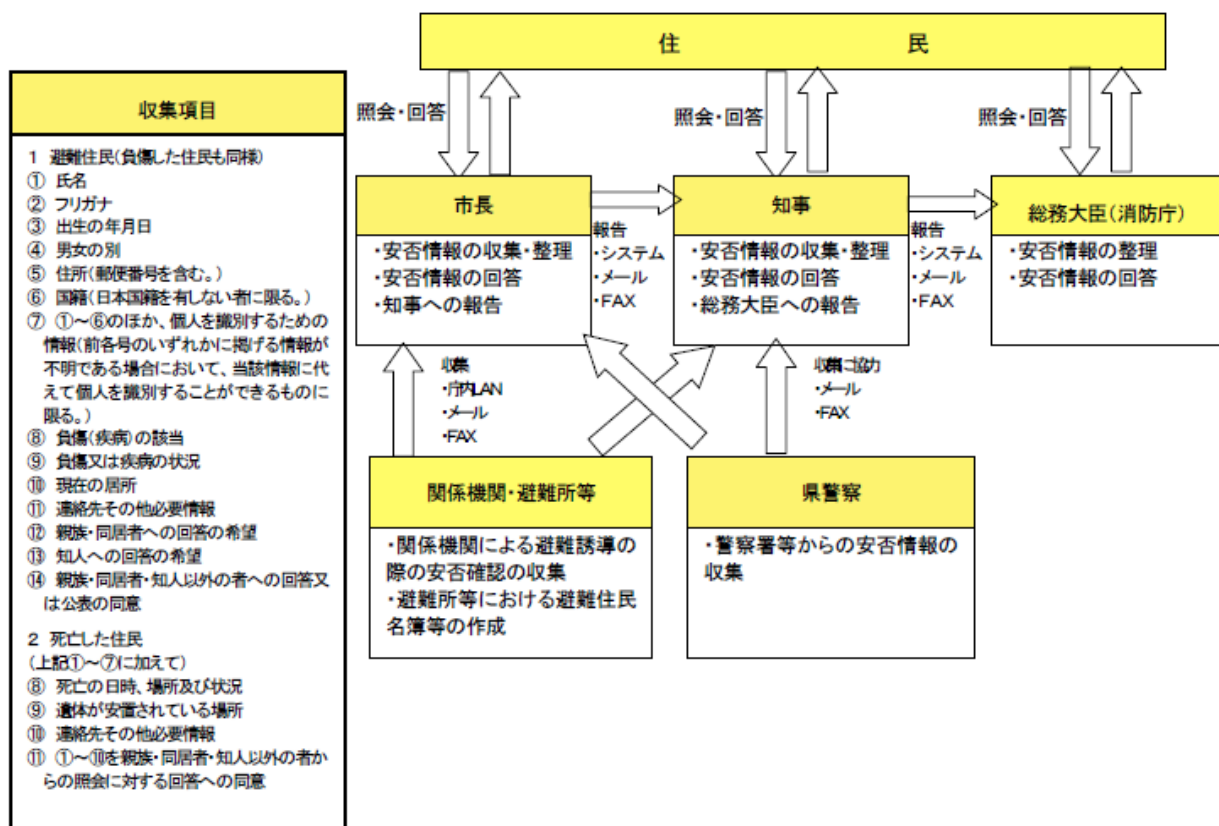 住 民
照会・回答
照会・回答
照会・回答
収集項目
1 避難住民(負傷した住民も同様)
① 氏名
② フリガナ
③ 出生の年月日
④ 男女の別
⑤ 住所(郵便番号を含む。)
⑥ 国籍(日本国籍を有しない者に限る。)
⑦ ①～⑥のほか、個人を識別するための
情報(前各号のいずれかに掲げる情報が
不明である場合において、当該情報に代
えて個人を識別することができるものに
限る。)
⑧ 負傷(疾病)の該当
⑨ 負傷又は疾病の状況
⑩ 現在の居所
⑪ 連絡先その他必要情報
⑫ 親族・同居者への回答の希望
⑬ 知人への回答の希望
⑭ 親族・同居者・知人以外の者への回答又
は公表の同意
2 死亡した住民
(上記①～⑦に加えて)
⑧ 死亡の日時、場所及び状況
⑨ 遺体が安置されている場所
⑩ 連絡先その他必要情報
⑪ ①～⑩を親族・同居者・知人以外の者か
らの照会に対する回答への同意
市長
・安否情報の収集・整理
・安否情報の回答
・知事への報告
報告
・システム
・メール
・FAX
知事
・安否情報の収集・整理
・安否情報の回答
・総務大臣への報告
報告
・システム
・メール
・FAX
総務大臣(消防庁)
・安否情報の整理
・安否情報の回答
収集
・庁内LAN
・メール
・FAX
収集に協力
・メール
・FAX
関係機関・避難所等
・関係機関による避難誘導の
際の安否確認の収集
・避難所等における避難住民
名簿等の作成
県警察
・警察署等からの安否情報の
収集